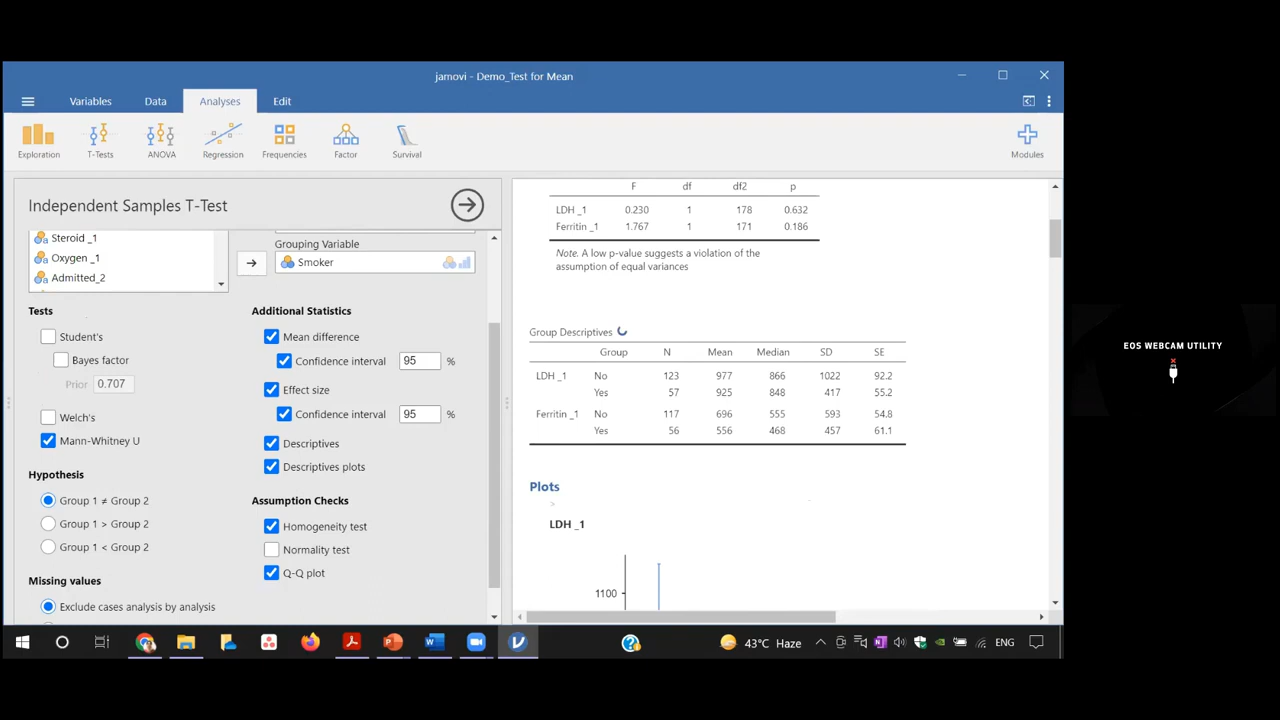 jamovi - Demo_Test for Mean
Variables Data Analyses Edit
Exploration T-Tests ANOVA Regression Frequencies Factor Survival Modules
Independent Samples T-Test
Steroid _1
Oxygen _1
Admitted_2
Grouping Variable
Smoker
Tests
Student's
Bayes factor
Prior 0.707
Welch's
Mann-Whitney U
Hypothesis
Group 1 ≠ Group 2
Group 1 > Group 2
Group 1 < Group 2
Missing values
Exclude cases analysis by analysis
Additional Statistics
Mean difference
Confidence interval 95 %
Effect size
Confidence interval 95 %
Descriptives
Descriptives plots
Assumption Checks
Homogeneity test
Normality test
Q-Q plot
F df df2 p
LDH _1 0.230 1 178 0.632
Ferritin _1 1.767 1 171 0.186
Note. A low p-value suggests a violation of the
assumption of equal variances
Group Descriptives
Group N Mean Median SD SE
LDH _1 No 123 977 866 1022 92.2
Yes 57 925 848 417 55.2
Ferritin _1 No 117 696 555 593 54.8
Yes 56 556 468 457 61.1
Plots
>
LDH _1
1100
EOS WEBCAM UTILITY
43°C Haze ENG